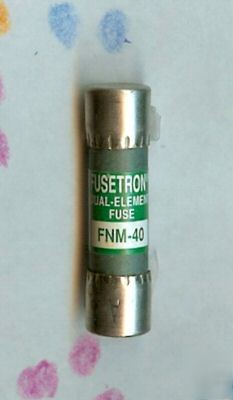 FUSETRON
DUAL-ELEMENT
FUSE
FNM-40